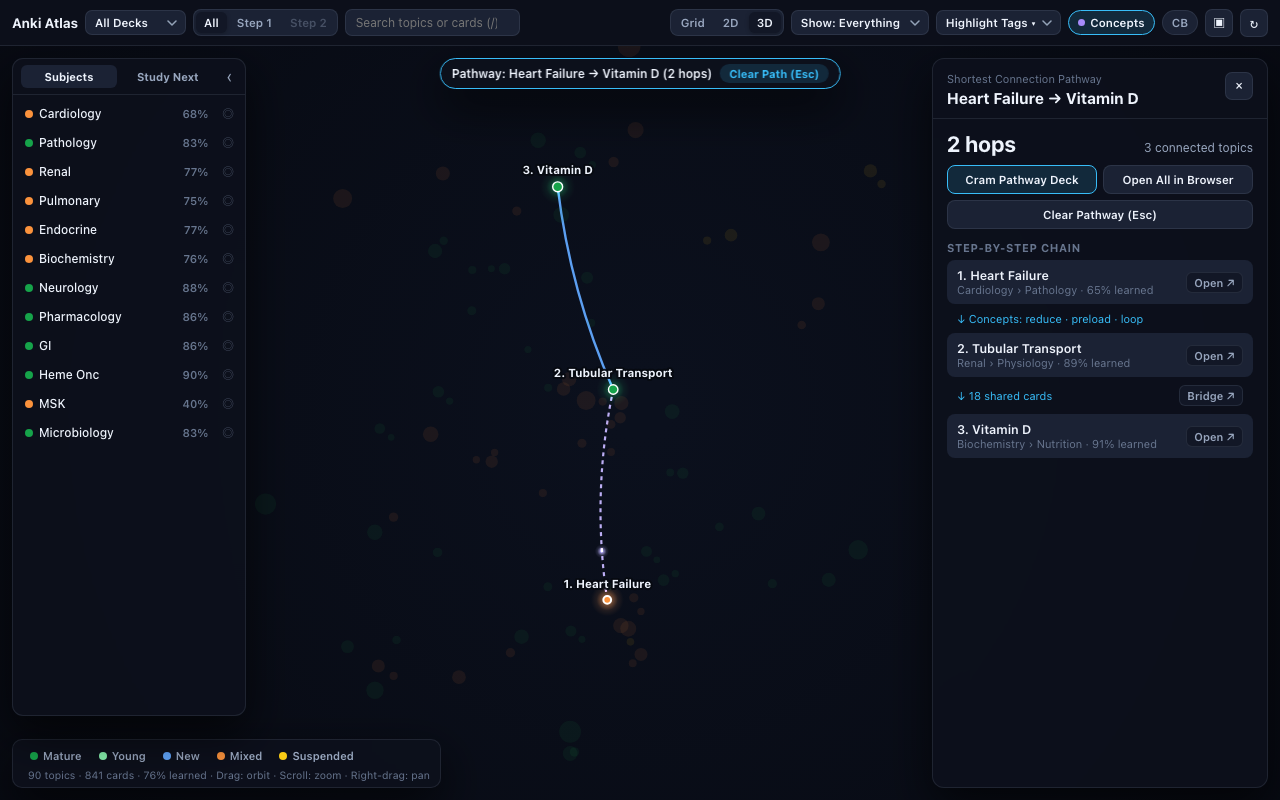 Anki Atlas
All Decks
All
Step 1
Step 2
Search topics or cards (/)
Grid
2D
3D
Show: Everything
Highlight Tags
Concepts
CB
Subjects
Study Next
Cardiology 68%
Pathology 83%
Renal 77%
Pulmonary 75%
Endocrine 77%
Biochemistry 76%
Neurology 88%
Pharmacology 86%
GI 86%
Heme Onc 90%
MSK 40%
Microbiology 83%
Pathway: Heart Failure → Vitamin D (2 hops)
Clear Path (Esc)
3. Vitamin D
2. Tubular Transport
1. Heart Failure
Mature
Young
New
Mixed
Suspended
90 topics · 841 cards · 76% learned · Drag: orbit · Scroll: zoom · Right-drag: pan
Shortest Connection Pathway
Heart Failure → Vitamin D
×
2 hops
3 connected topics
Cram Pathway Deck
Open All in Browser
Clear Pathway (Esc)
STEP-BY-STEP CHAIN
1. Heart Failure
Cardiology › Pathology · 65% learned
Open ↗
↓ Concepts: reduce · preload · loop
2. Tubular Transport
Renal › Physiology · 89% learned
Open ↗
↓ 18 shared cards
Bridge ↗
3. Vitamin D
Biochemistry › Nutrition · 91% learned
Open ↗